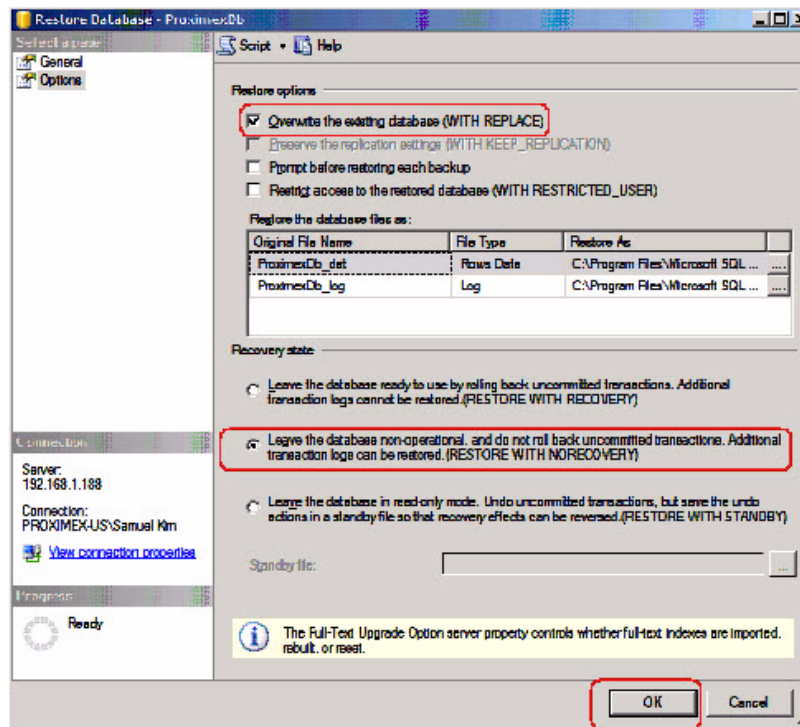 Restore Database - ProximexDb
Select a page
General
Options
Script
Help
Restore options
Overwrite the existing database (WITH REPLACE)
Preserve the replication settings (WITH KEEP_REPLICATION)
Prompt before restoring each backup
Restrict access to the restored database (WITH RESTRICTED_USER)
Restore the database files as:
Original File Name File Type Restore As
ProximexDb_dat Rows Data C:\Program Files\Microsoft SQL ... ...
ProximexDb_log Log C:\Program Files\Microsoft SQL ... ...
Recovery state
Leave the database ready to use by rolling back uncommitted transactions. Additional
transaction logs cannot be restored.(RESTORE WITH RECOVERY)
Leave the database non-operational, and do not roll back uncommitted transactions. Additional
transaction logs can be restored.(RESTORE WITH NORECOVERY)
Leave the database in read-only mode. Undo uncommitted transactions, but save the undo
actions in a standby file so that recovery effects can be reversed.(RESTORE WITH STANDBY)
Standby file:
...
Connection
Server:
192.168.1.188
Connection:
PROXIMEX-US\Samuel Kim
View connection properties
Progress
Ready
The Full-Text Upgrade Option server property controls whether full-text indexes are imported,
rebuilt, or reset.
OK
Cancel